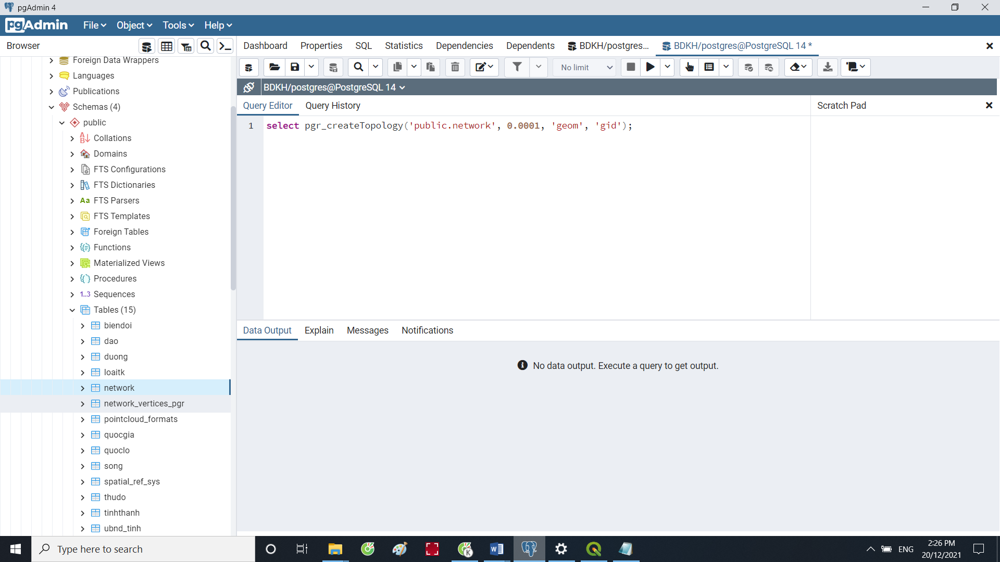 pgAdmin 4
pgAdmin
File
Object
Tools
Help
Browser
Dashboard
Properties
SQL
Statistics
Dependencies
Dependents
BDKH/postgres...
BDKH/postgres@PostgreSQL 14 *
No limit
BDKH/postgres@PostgreSQL 14
Query Editor
Query History
Scratch Pad
1 select pgr_createTopology('public.network', 0.0001, 'geom', 'gid');
Foreign Data Wrappers
Languages
Publications
Schemas (4)
public
Collations
Domains
FTS Configurations
FTS Dictionaries
Aa FTS Parsers
FTS Templates
Foreign Tables
Functions
Materialized Views
Procedures
1..3 Sequences
Tables (15)
biendoi
dao
duong
loaitk
network
network_vertices_pgr
pointcloud_formats
quocgia
quoclo
song
spatial_ref_sys
thudo
tinhthanh
ubnd_tinh
Data Output
Explain
Messages
Notifications
No data output. Execute a query to get output.
Type here to search
ENG
2:26 PM
20/12/2021